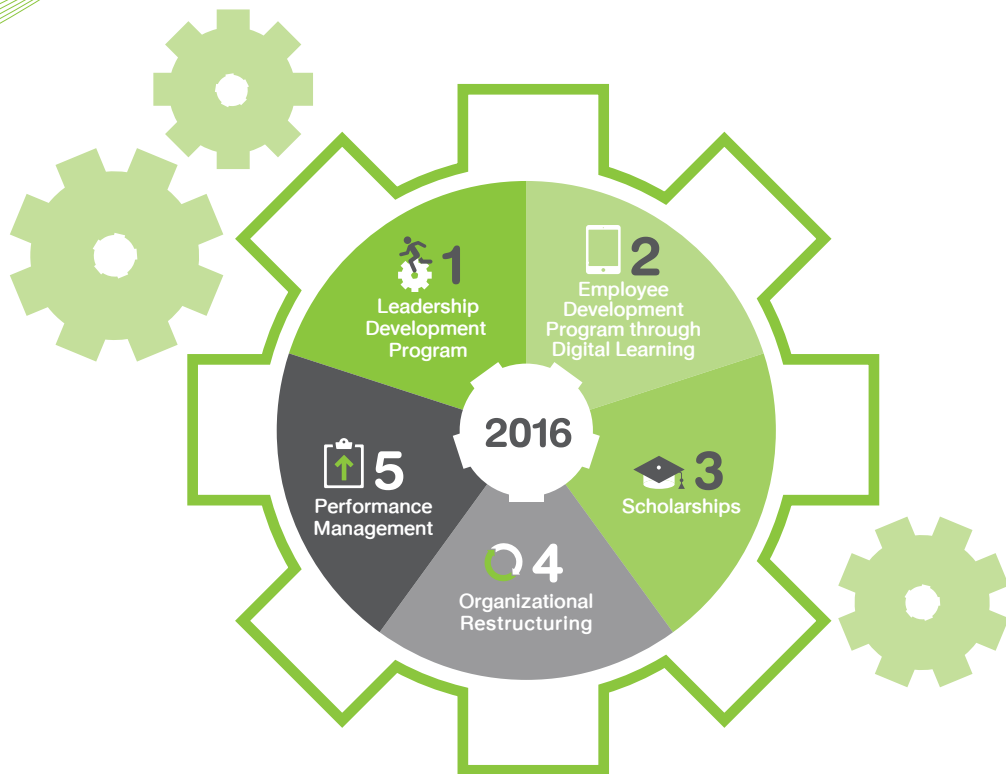 1
Leadership
Development
Program
2
Employee
Development
Program through
Digital Learning
3
Scholarships
4
Organizational
Restructuring
5
Performance
Management
2016